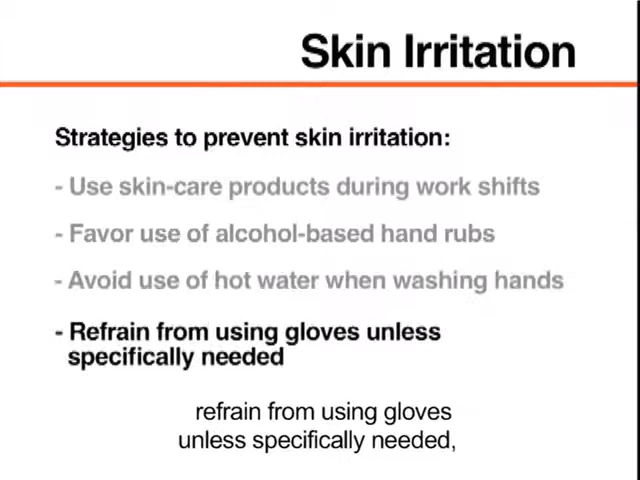 Skin Irritation
Strategies to prevent skin irritation:
- Use skin-care products during work shifts
- Favor use of alcohol-based hand rubs
- Avoid use of hot water when washing hands
- Refrain from using gloves unless
specifically needed
refrain from using gloves
unless specifically needed,